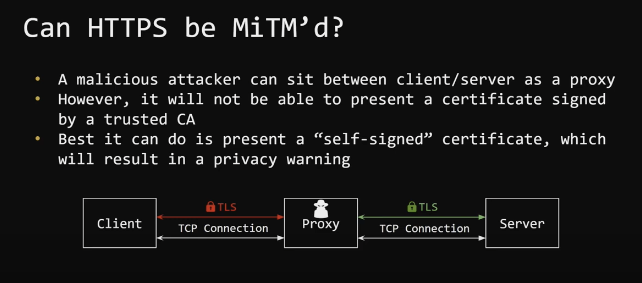 Can HTTPS be MiTM’d?
• A malicious attacker can sit between client/server as a proxy
• However, it will not be able to present a certificate signed
by a trusted CA
• Best it can do is present a “self-signed” certificate, which
will result in a privacy warning
TLS TLS
Client TCP Connection Proxy TCP Connection Server